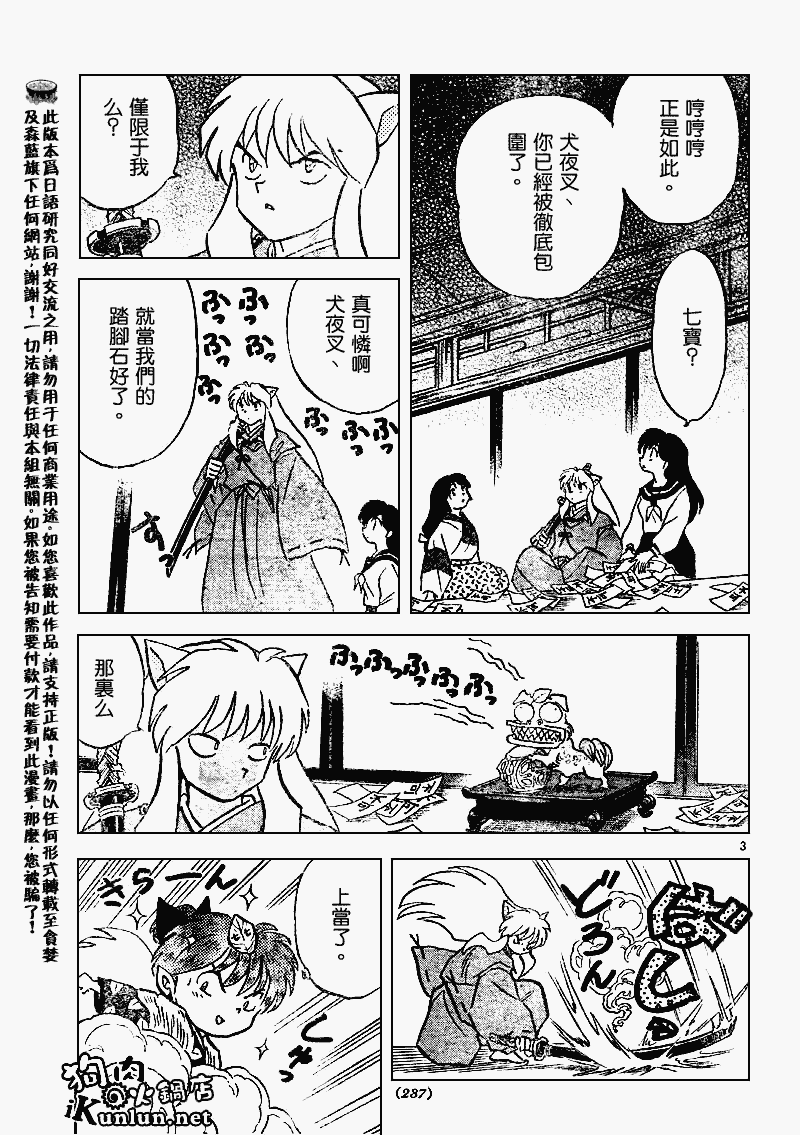 哼哼哼
正是如此。
犬夜叉、
你已經被徹底包
圍了。
七寶？
僅限于我
么？
真可憐啊
犬夜叉、
就當我們的
踏腳石好了。
ふっ
ふっ
ふっ
ふっ
ふっ
ふっ
ふっ
ふっ
すっ
那裏么
ふっふっふっふっふっ
3
ばしっ
どろん
上當了。
きらーん
くっ
(237)
此版本爲日語研究同好交流之用，請勿用于任何商業用途。如您喜歡此作品，請支持正版！請勿以任何形式轉載至貪婪
及森藍旗下任何網站，謝謝！一切法律責任與本組無關。如果您被告知需要付款才能看到此漫畫，那麼，您被騙了！
狗肉火鍋店
iKunlun.net